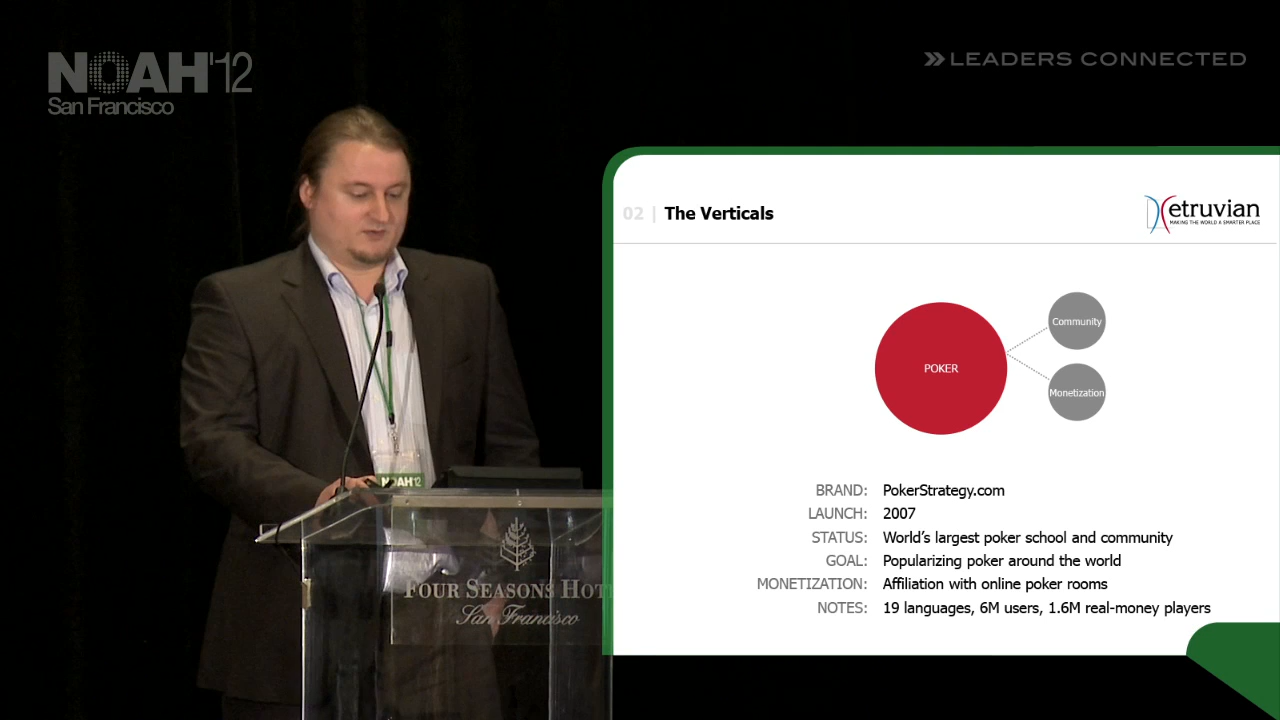 NOAH'12
San Francisco
LEADERS CONNECTED
02 | The Verticals
etruvian
MAKING THE WORLD A SMARTER PLACE
POKER
Community
Monetization
BRAND: PokerStrategy.com
LAUNCH: 2007
STATUS: World's largest poker school and community
GOAL: Popularizing poker around the world
MONETIZATION: Affiliation with online poker rooms
NOTES: 19 languages, 6M users, 1.6M real-money players
NOAH'12
FOUR SEASONS HOT
San Francisco